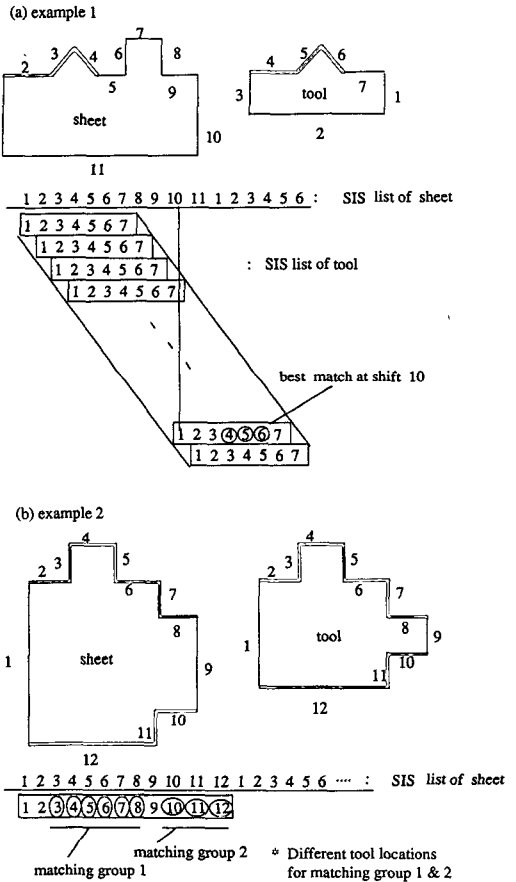 (a) example 1
7
3 4 6 8
2
5 9
sheet
10
11
5 6
4
7
3 tool 1
2
1 2 3 4 5 6 7 8 9 10 11 1 2 3 4 5 6 : SIS list of sheet
1 2 3 4 5 6 7
1 2 3 4 5 6 7
1 2 3 4 5 6 7 : SIS list of tool
1 2 3 4 5 6 7
best match at shift 10
1 2 3 4 5 6 7
1 2 3 4 5 6 7
(b) example 2
4
3 5
2
6
7
8
1 sheet 9
10
11
12
4
3 5
2
6
7
8
1 tool 9
10
11
12
1 2 3 4 5 6 7 8 9 10 11 12 1 2 3 4 5 6 .... : SIS list of sheet
1 2 3 4 5 6 7 8 9 10 11 12
matching group 1
matching group 2
* Different tool locations
for matching group 1 & 2